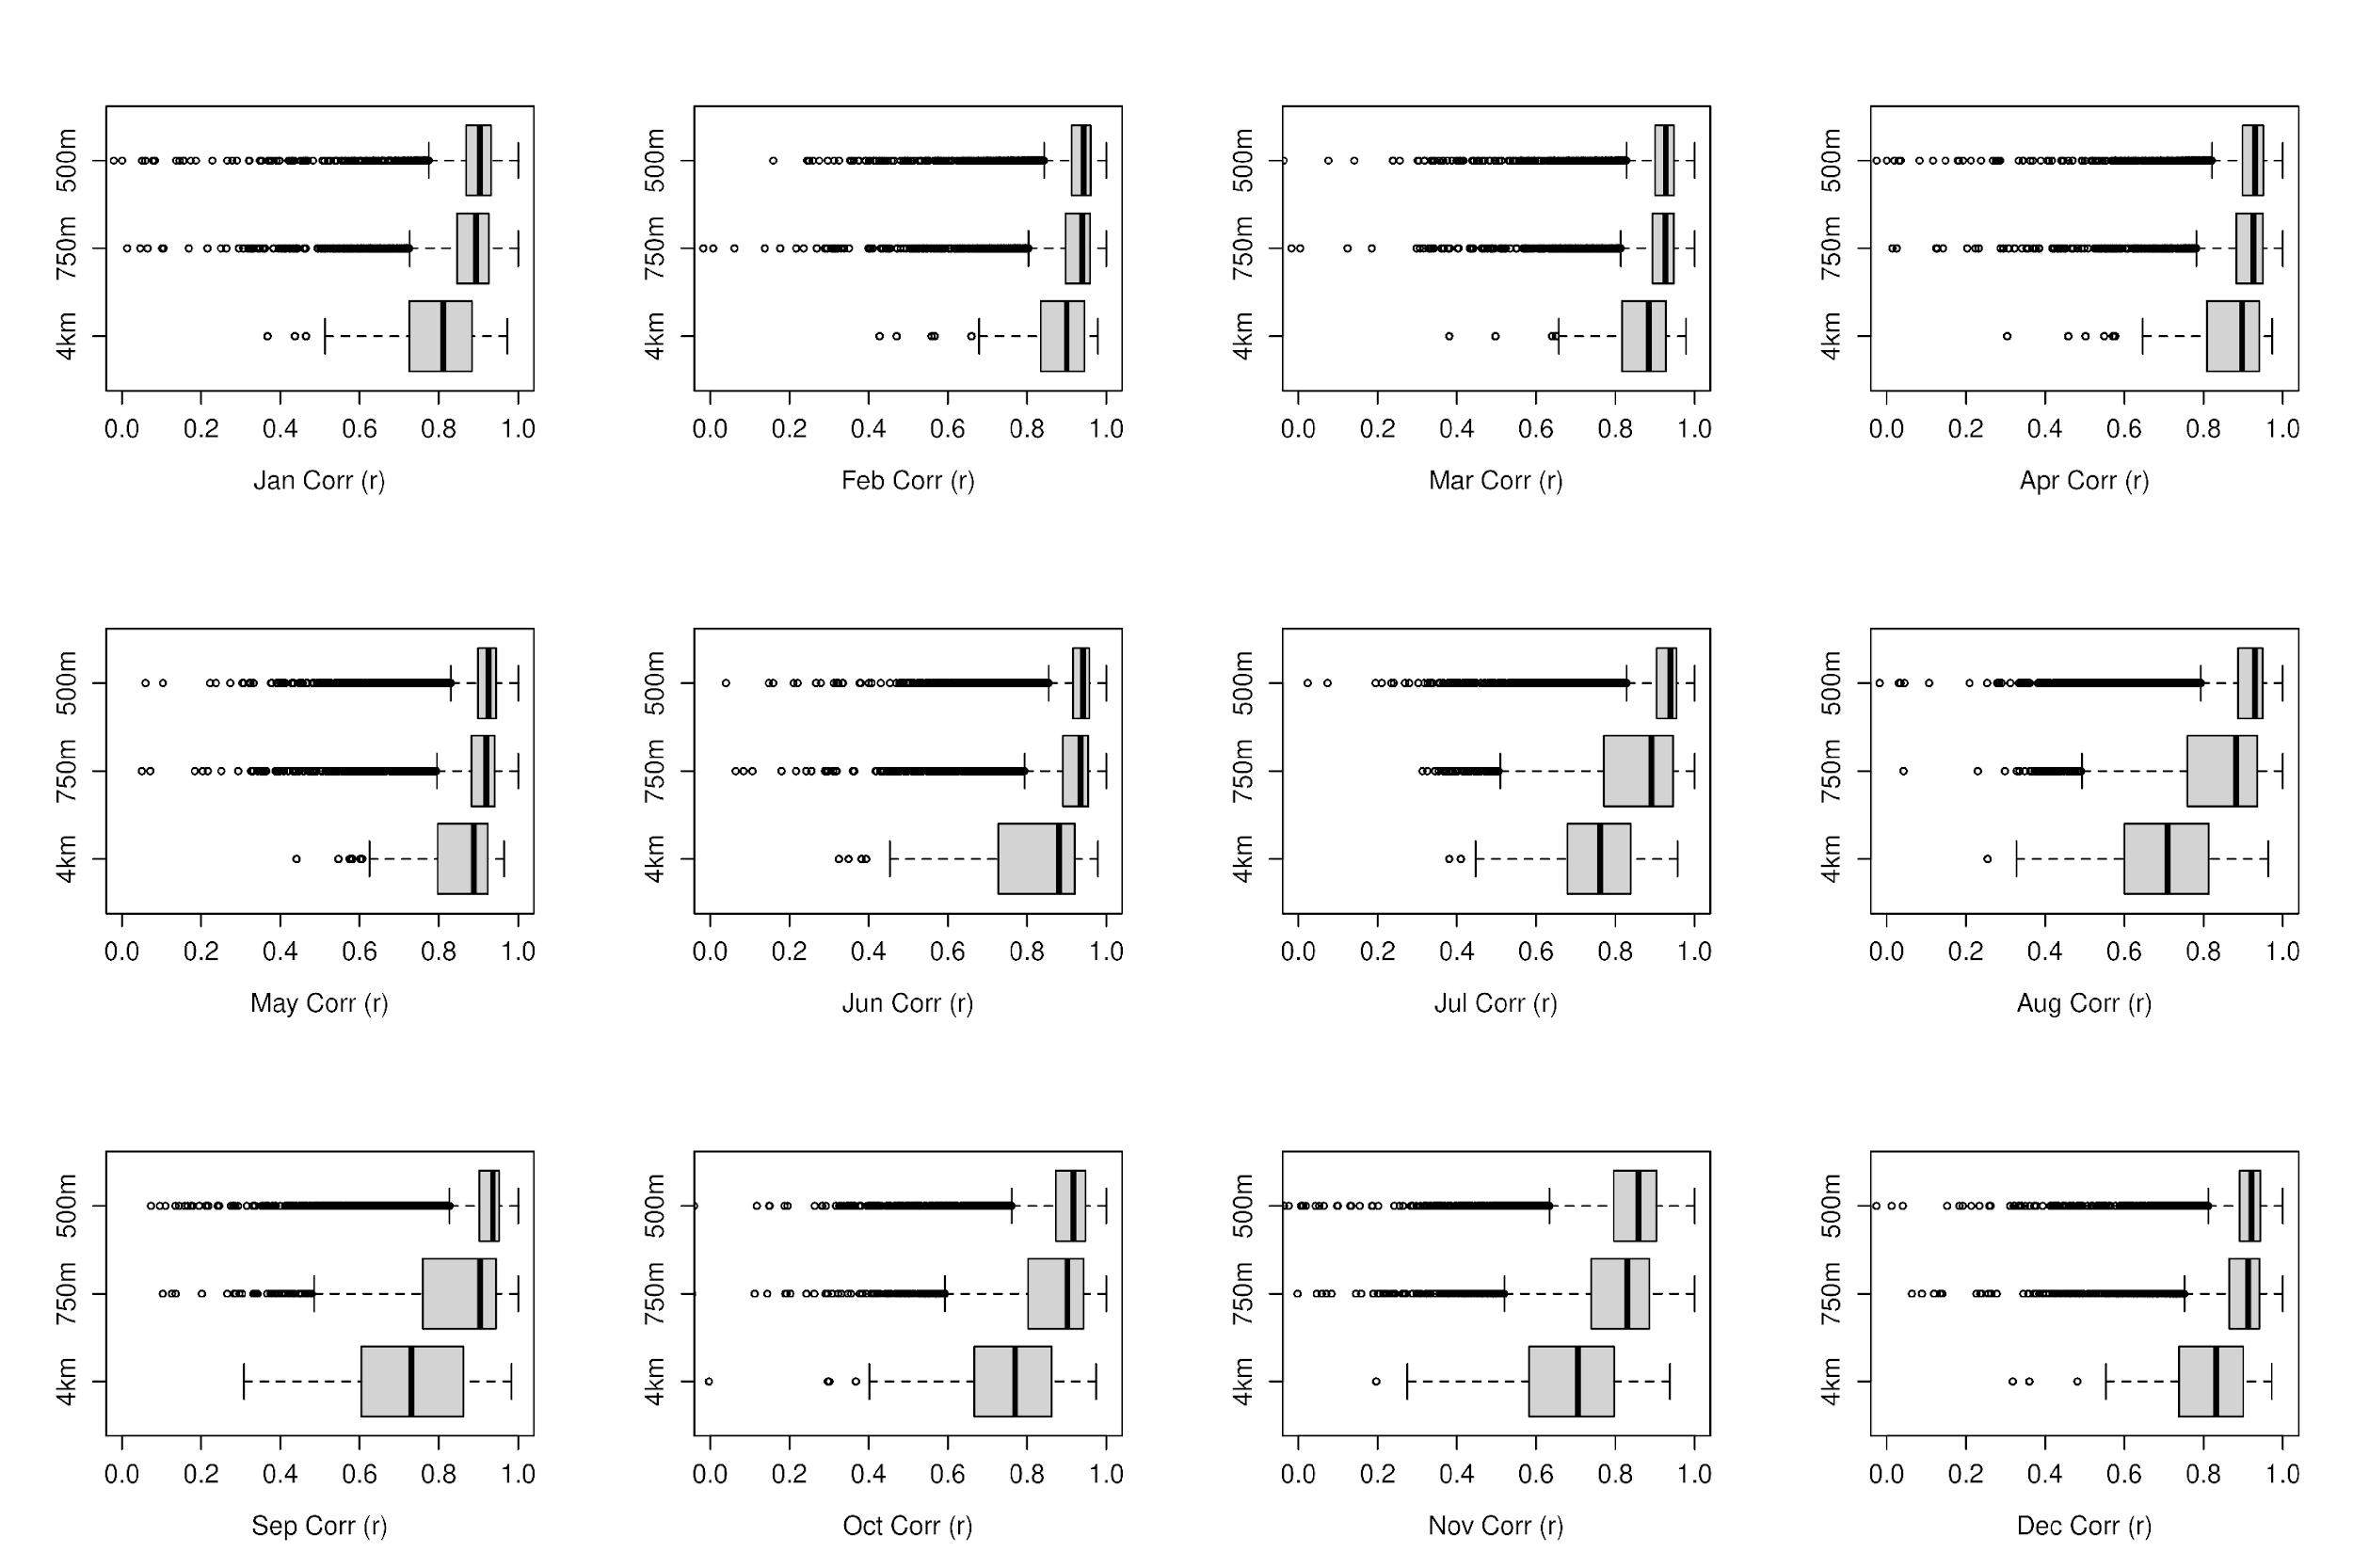 500m
750m
4km
0.0 0.2 0.4 0.6 0.8 1.0
Jan Corr (r)
500m
750m
4km
0.0 0.2 0.4 0.6 0.8 1.0
Feb Corr (r)
500m
750m
4km
0.0 0.2 0.4 0.6 0.8 1.0
Mar Corr (r)
500m
750m
4km
0.0 0.2 0.4 0.6 0.8 1.0
Apr Corr (r)
500m
750m
4km
0.0 0.2 0.4 0.6 0.8 1.0
May Corr (r)
500m
750m
4km
0.0 0.2 0.4 0.6 0.8 1.0
Jun Corr (r)
500m
750m
4km
0.0 0.2 0.4 0.6 0.8 1.0
Jul Corr (r)
500m
750m
4km
0.0 0.2 0.4 0.6 0.8 1.0
Aug Corr (r)
500m
750m
4km
0.0 0.2 0.4 0.6 0.8 1.0
Sep Corr (r)
500m
750m
4km
0.0 0.2 0.4 0.6 0.8 1.0
Oct Corr (r)
500m
750m
4km
0.0 0.2 0.4 0.6 0.8 1.0
Nov Corr (r)
500m
750m
4km
0.0 0.2 0.4 0.6 0.8 1.0
Dec Corr (r)